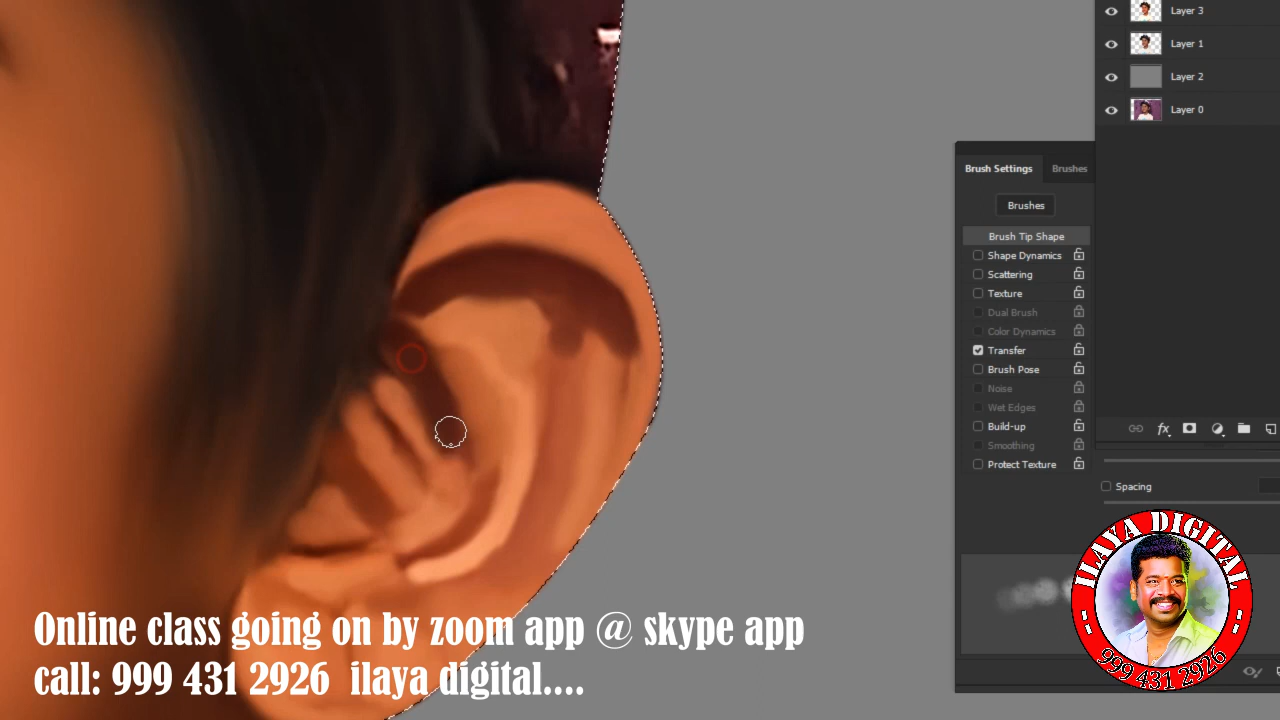 Layer 3
Layer 1
Layer 2
Layer 0
Brush Settings
Brushes
Brushes
Brush Tip Shape
Shape Dynamics
Scattering
Texture
Dual Brush
Color Dynamics
Transfer
Brush Pose
Noise
Wet Edges
Build-up
Smoothing
Protect Texture
fx
Spacing
ILAYA DIGITAL
999 431 2926
Online class going on by zoom app @ skype app
call: 999 431 2926 ilaya digital....